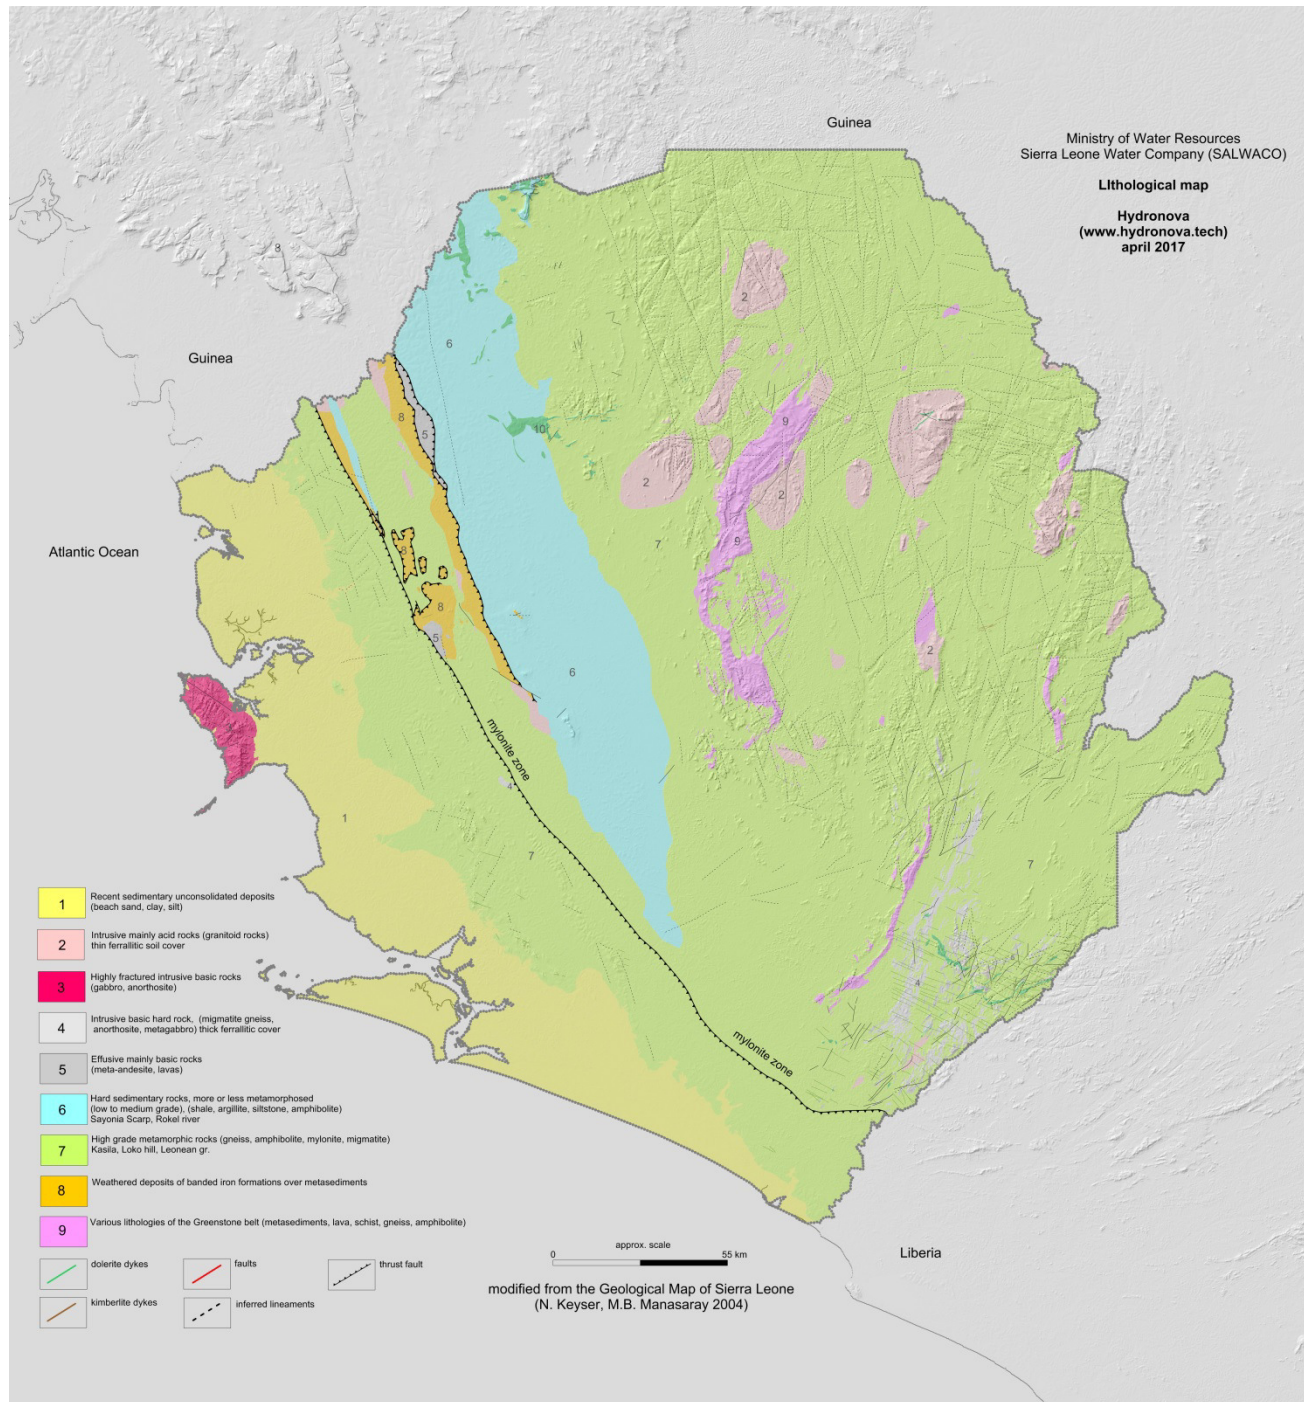 Guinea
Ministry of Water Resources
Sierra Leone Water Company (SALWACO)
LIthological map
Hydronova
(www.hydronova.tech)
april 2017
8
2
6
Guinea
8
9
5
10
2
2
Atlantic Ocean
9
7
8
8
5
2
6
mylonite zone
4
1
7
7
4
mylonite zone
1
Recent sedimentary unconsolidated deposits
(beach sand, clay, silt)
2
Intrusive mainly acid rocks (granitoid rocks)
thin ferrallitic soil cover
3
Highly fractured intrusive basic rocks
(gabbro, anorthosite)
4
Intrusive basic hard rock, (migmatite gneiss,
anorthosite, metagabbro) thick ferrallitic cover
5
Effusive mainly basic rocks
(meta-andesite, lavas)
6
Hard sedimentary rocks, more or less metamorphosed
(low to medium grade), (shale, argillite, siltstone, amphibolite)
Sayonia Scarp, Rokel river
7
High grade metamorphic rocks (gneiss, amphibolite, mylonite, migmatite)
Kasila, Loko hill, Leonean gr.
8
Weathered deposits of banded iron formations over metasediments
9
Various lithologies of the Greenstone belt (metasediments, lava, schist, gneiss, amphibolite)
dolerite dykes
faults
thrust fault
kimberlite dykes
inferred lineaments
approx. scale
0 55 km
modified from the Geological Map of Sierra Leone
(N. Keyser, M.B. Manasaray 2004)
Liberia